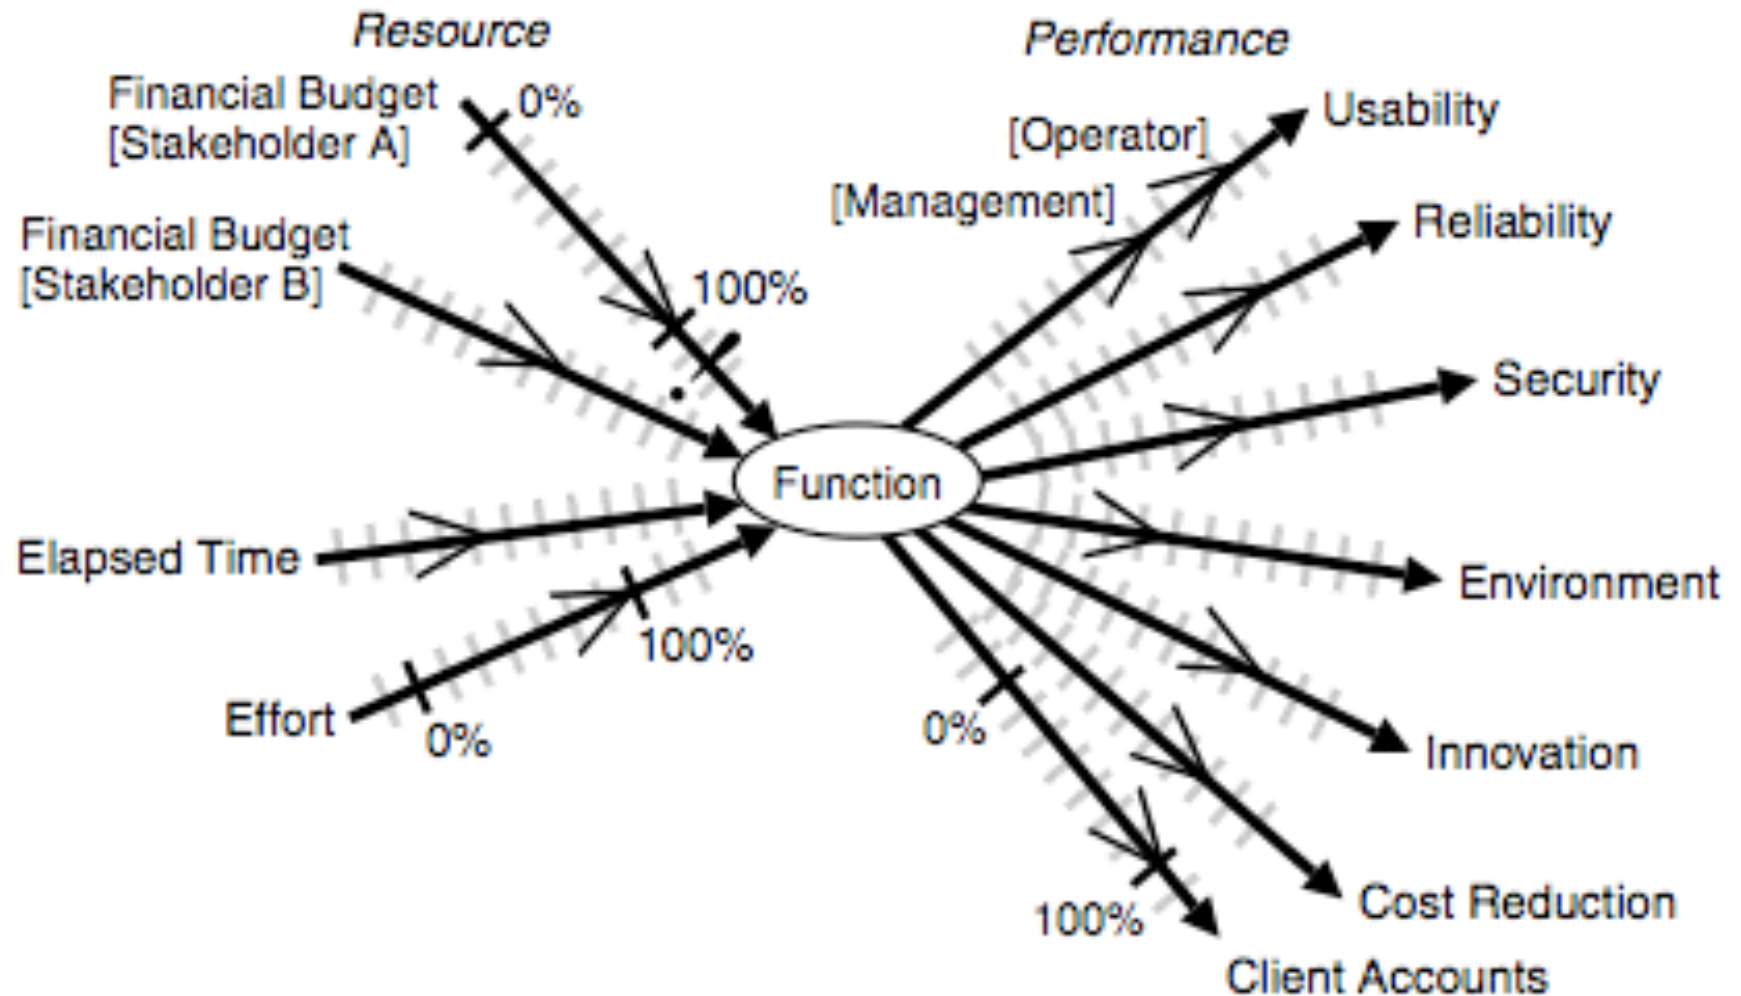 Resource
Performance
Financial Budget
[Stakeholder A]
0%
100%
Financial Budget
[Stakeholder B]
Elapsed Time
Effort
0%
100%
Function
[Operator]
[Management]
Usability
Reliability
Security
Environment
Innovation
Cost Reduction
Client Accounts
0%
100%